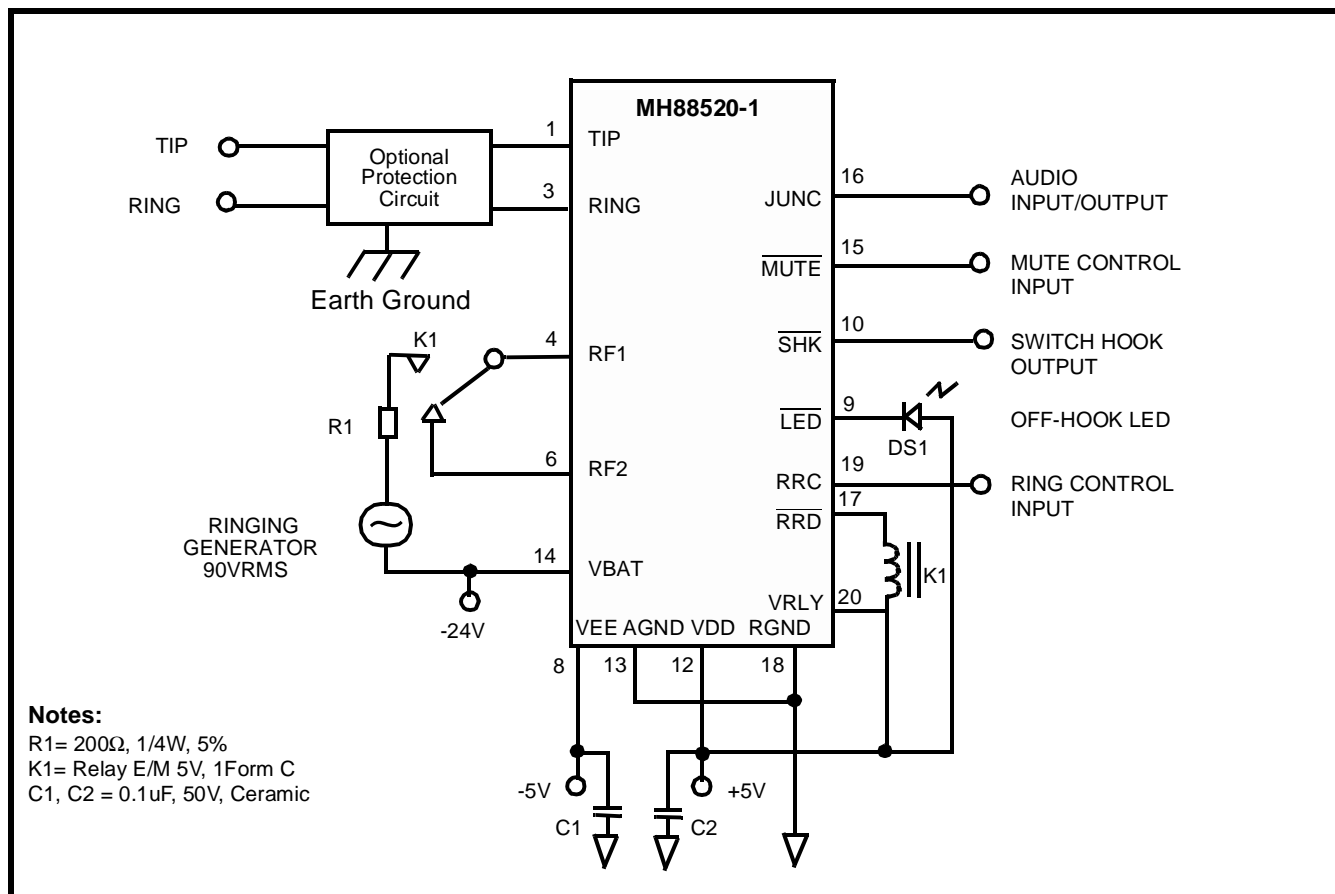 MH88520-1
TIP
RING
Optional
Protection
Circuit
Earth Ground
1
3
TIP
RING
K1
R1
RINGING
GENERATOR
90VRMS
4
6
14
RF1
RF2
VBAT
-24V
JUNC
MUTE
SHK
LED
RRC
RRD
VRLY
16
15
10
9
19
17
20
AUDIO
INPUT/OUTPUT
MUTE CONTROL
INPUT
SWITCH HOOK
OUTPUT
DS1
OFF-HOOK LED
RING CONTROL
INPUT
K1
VEE AGND VDD RGND
8 13 12 18
-5V
C1
C2
+5V
Notes:
R1= 200Ω, 1/4W, 5%
K1= Relay E/M 5V, 1Form C
C1, C2 = 0.1uF, 50V, Ceramic